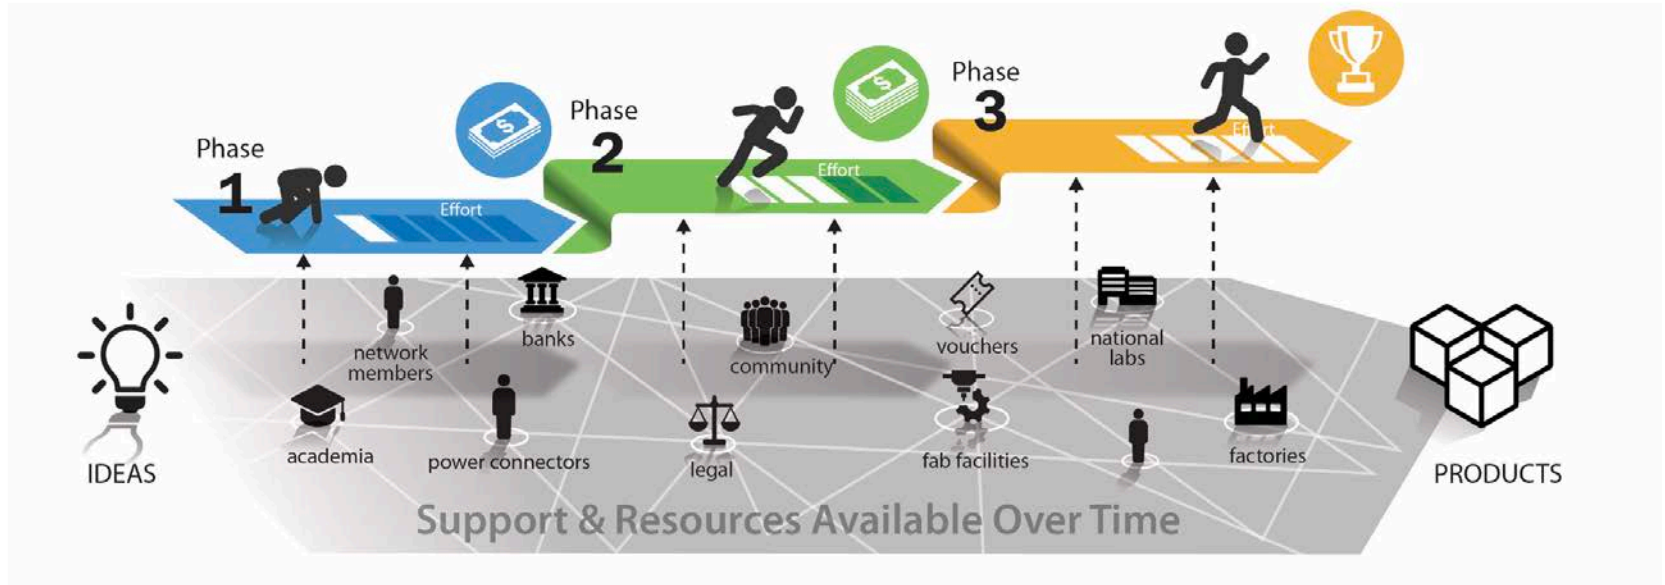 Phase
1
Effort
Phase
2
Effort
Phase
3
Effort
$
$
IDEAS
network
members
banks
academia
power connectors
community
legal
vouchers
fab facilities
national
labs
factories
PRODUCTS
Support & Resources Available Over Time